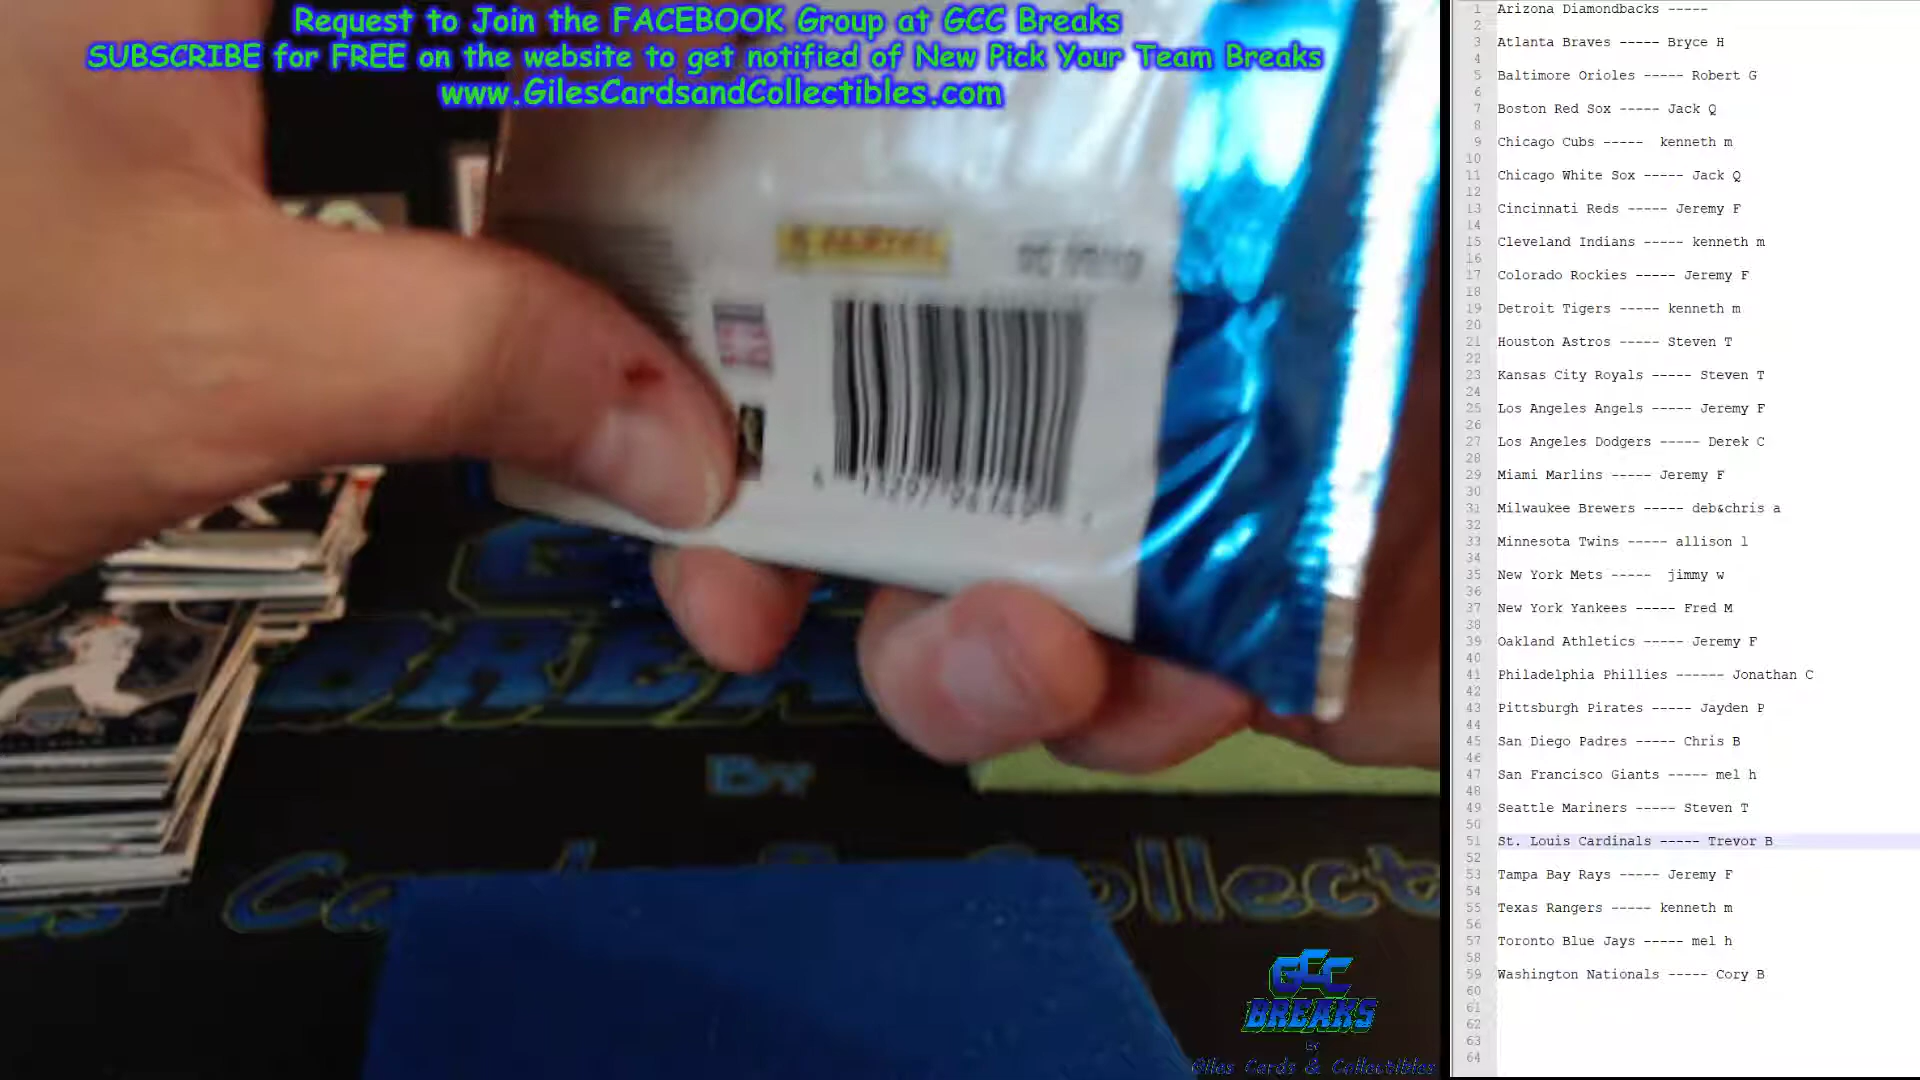 Request to Join the FACEBOOK Group at GCC Breaks
SUBSCRIBE for FREE on the website to get notified of New Pick Your Team Breaks
www.GilesCardsandCollectibles.com
PANINI
BREAKS
By
Ca Collect
GCC
BREAKS
By
Giles Cards & Collectibles
1 Arizona Diamondbacks -----
2
3 Atlanta Braves ----- Bryce H
4
5 Baltimore Orioles ----- Robert G
6
7 Boston Red Sox ----- Jack Q
8
9 Chicago Cubs ----- kenneth m
10
11 Chicago White Sox ----- Jack Q
12
13 Cincinnati Reds ----- Jeremy F
14
15 Cleveland Indians ----- kenneth m
16
17 Colorado Rockies ----- Jeremy F
18
19 Detroit Tigers ----- kenneth m
20
21 Houston Astros ----- Steven T
22
23 Kansas City Royals ----- Steven T
24
25 Los Angeles Angels ----- Jeremy F
26
27 Los Angeles Dodgers ----- Derek C
28
29 Miami Marlins ----- Jeremy F
30
31 Milwaukee Brewers ----- deb&chris a
32
33 Minnesota Twins ----- allison l
34
35 New York Mets ----- jimmy w
36
37 New York Yankees ----- Fred M
38
39 Oakland Athletics ----- Jeremy F
40
41 Philadelphia Phillies ------ Jonathan C
42
43 Pittsburgh Pirates ----- Jayden P
44
45 San Diego Padres ----- Chris B
46
47 San Francisco Giants ----- mel h
48
49 Seattle Mariners ----- Steven T
50
51 St. Louis Cardinals ----- Trevor B
52
53 Tampa Bay Rays ----- Jeremy F
54
55 Texas Rangers ----- kenneth m
56
57 Toronto Blue Jays ----- mel h
58
59 Washington Nationals ----- Cory B
60
61
62
63
64